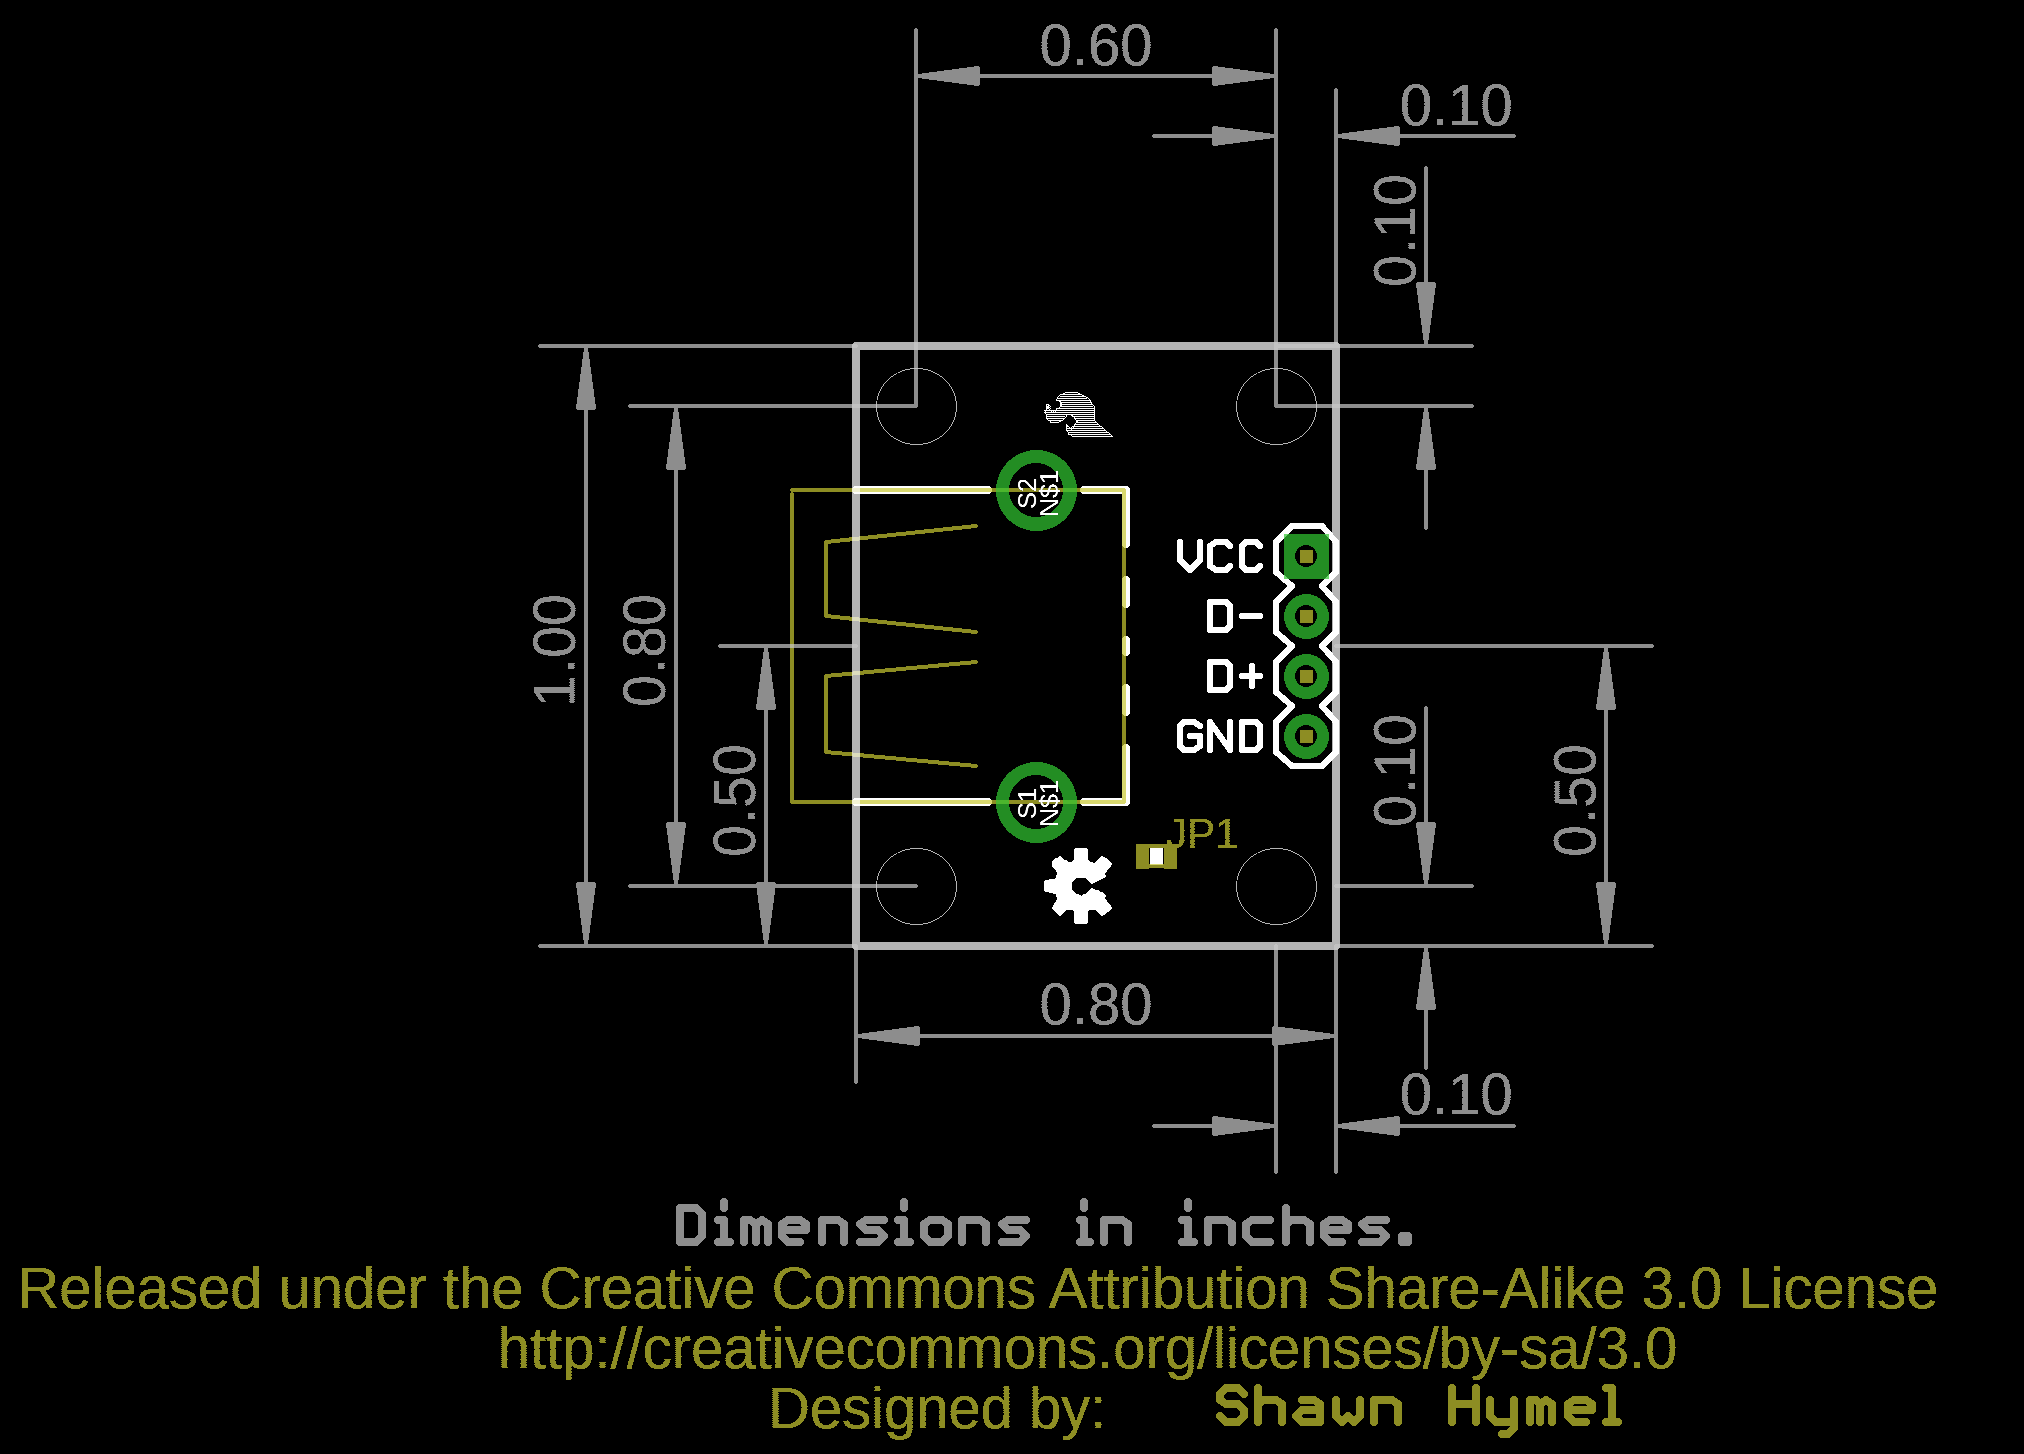 0.60
0.10
0.10
S2
N$1
VCC
D-
D+
GND
1.00
0.80
0.50
0.10
0.50
S1
N$1
JP1
0.80
0.10
Dimensions in inches.
Released under the Creative Commons Attribution Share-Alike 3.0 License
http://creativecommons.org/licenses/by-sa/3.0
Designed by: Shawn Hymel